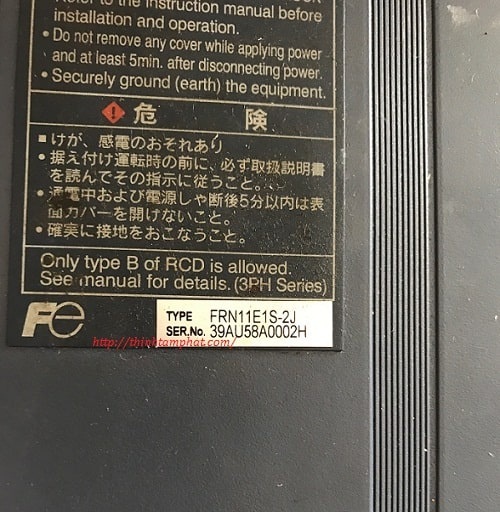 Refer to the instruction manual before
installation and operation.
• Do not remove any cover while applying power
and at least 5min. after disconnecting power.
• Securely ground (earth) the equipment.
危 険
■ けが、感電のおそれあり
• 据え付け運転時の前に、必ず取扱説明書
を読んでその指示に従うこと。
• 通電中および電源しゃ断後5分以内は表
面カバーを開けないこと。
• 確実に接地をおこなうこと。
Only type B of RCD is allowed.
See manual for details. (3PH Series)
Fe
TYPE FRN11E1S-2J
SER.No. 39AU58A0002H
http://thinhtamphat.com/